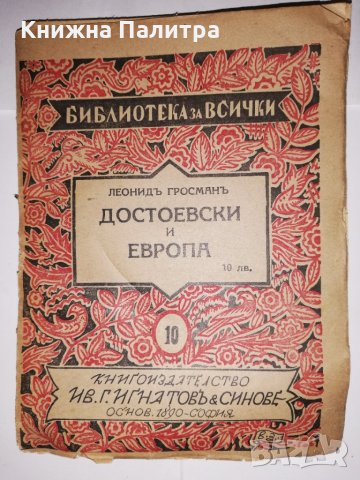 Книжна Палитра
БИБЛИОТЕКА ЗА ВСИЧКИ
ЛЕОНИДЪ ГРОСМАНЪ
ДОСТОЕВСКИ
И
ЕВРОПА
10 лв.
10
КНИГОИЗДАТЕЛСТВО
ИВ. Г. ИГНАТОВЪ & СИНОВЕ
ОСНОВ. 1890-СОФИЯ
BAZAR